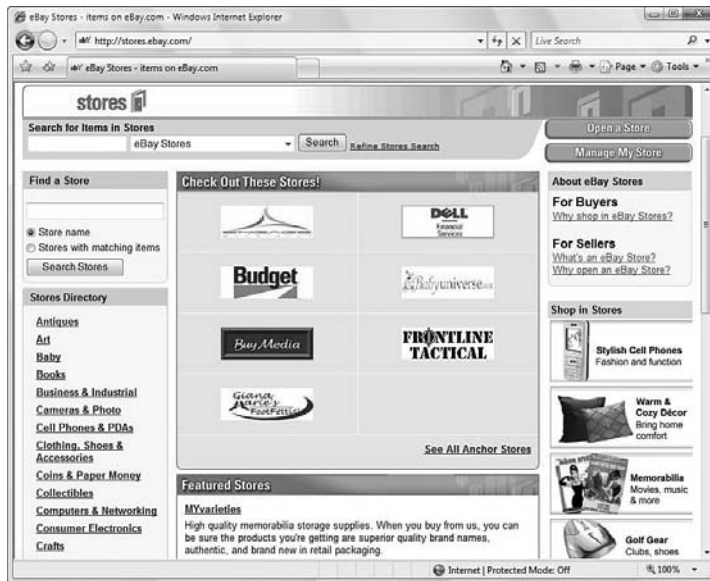 eBay Stores - items on eBay.com - Windows Internet Explorer
http://stores.ebay.com/
Live Search
eBay Stores - items on eBay.com
Page
Tools
stores
Search for Items in Stores
eBay Stores
Search
Refine Stores Search
Open a Store
Manage My Store
Find a Store
Store name
Stores with matching items
Search Stores
Stores Directory
Antiques
Art
Baby
Books
Business & Industrial
Cameras & Photo
Cell Phones & PDAs
Clothing, Shoes &
Accessories
Coins & Paper Money
Collectibles
Computers & Networking
Consumer Electronics
Crafts
Check Out These Stores!
DELL
Financial
Services
Budget
Babyuniverse.com
Buy Media
FRONTLINE
TACTICAL
Giana
Marie's
FootFettish
See All Anchor Stores
Featured Stores
MYvarieties
High quality memorabilia storage supplies. When you buy from us, you can
be sure the products you're getting are superior quality brand names,
authentic, and brand new in retail packaging.
About eBay Stores
For Buyers
Why shop in eBay Stores?
For Sellers
What's an eBay Store?
Why open an eBay Store?
Shop in Stores
Stylish Cell Phones
Fashion and function
Warm &
Cozy Décor
Bring home
comfort
Memorabilia
Movies, music
& more
Golf Gear
Clubs, shoes
Internet | Protected Mode: Off
100%